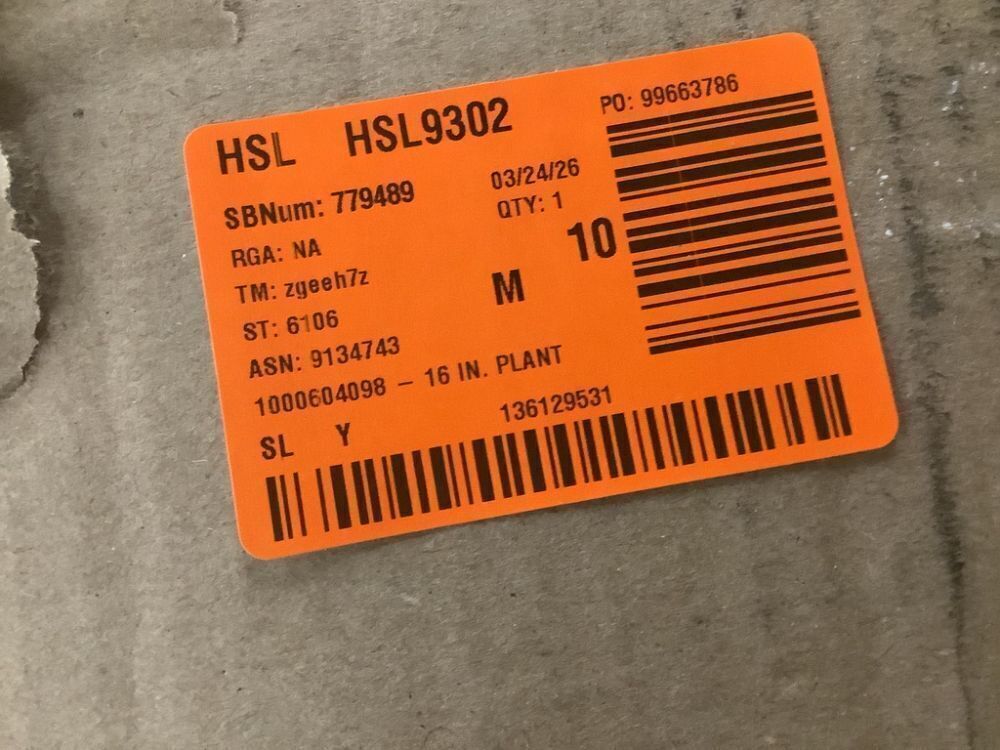 HSL HSL9302
PO: 99663786
SBNum: 779489
03/24/26
RGA: NA
QTY: 1
TM: zgeeh7z
M
10
ST: 6106
ASN: 9134743
1000604098 – 16 IN. PLANT
SL Y
136129531